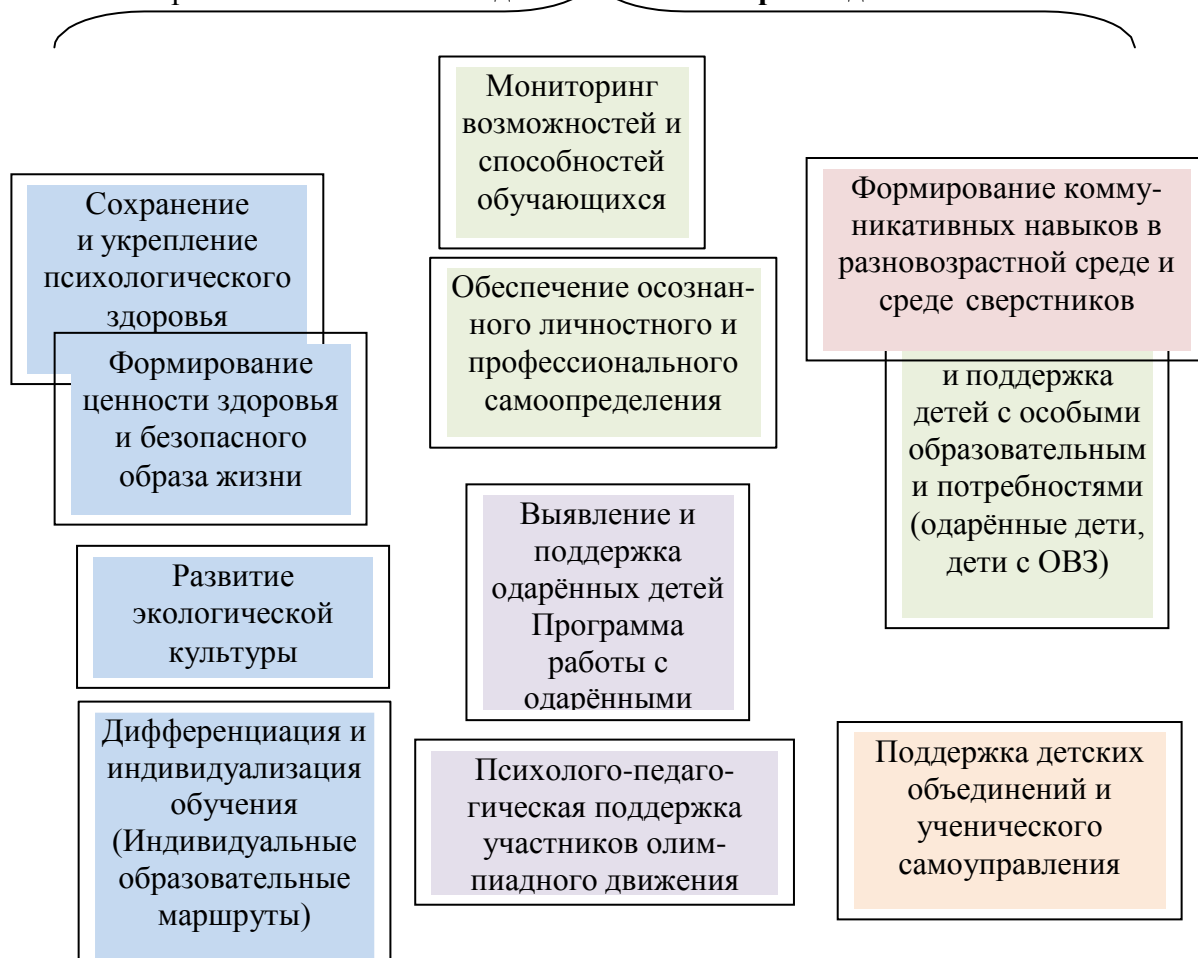 Сохранение
и укрепление
психологического
здоровья
Формирование
ценности здоровья
и безопасного
образа жизни
Развитие
экологической
культуры
Дифференциация и
индивидуализация
обучения
(Индивидуальные
образовательные
маршруты)
Мониторинг
возможностей и
способностей
обучающихся
Обеспечение осознан-
ного личностного и
профессионального
самоопределения
Выявление и
поддержка
одарённых детей
Программа
работы с
одарёнными
Психолого-педаго-
гическая поддержка
участников олим-
пиадного движения
Формирование комму-
никативных навыков в
разновозрастной среде и
среде сверстников
и поддержка
детей с особыми
образовательным
и потребностями
(одарённые дети,
дети с ОВЗ)
Поддержка детских
объединений и
ученического
самоуправления